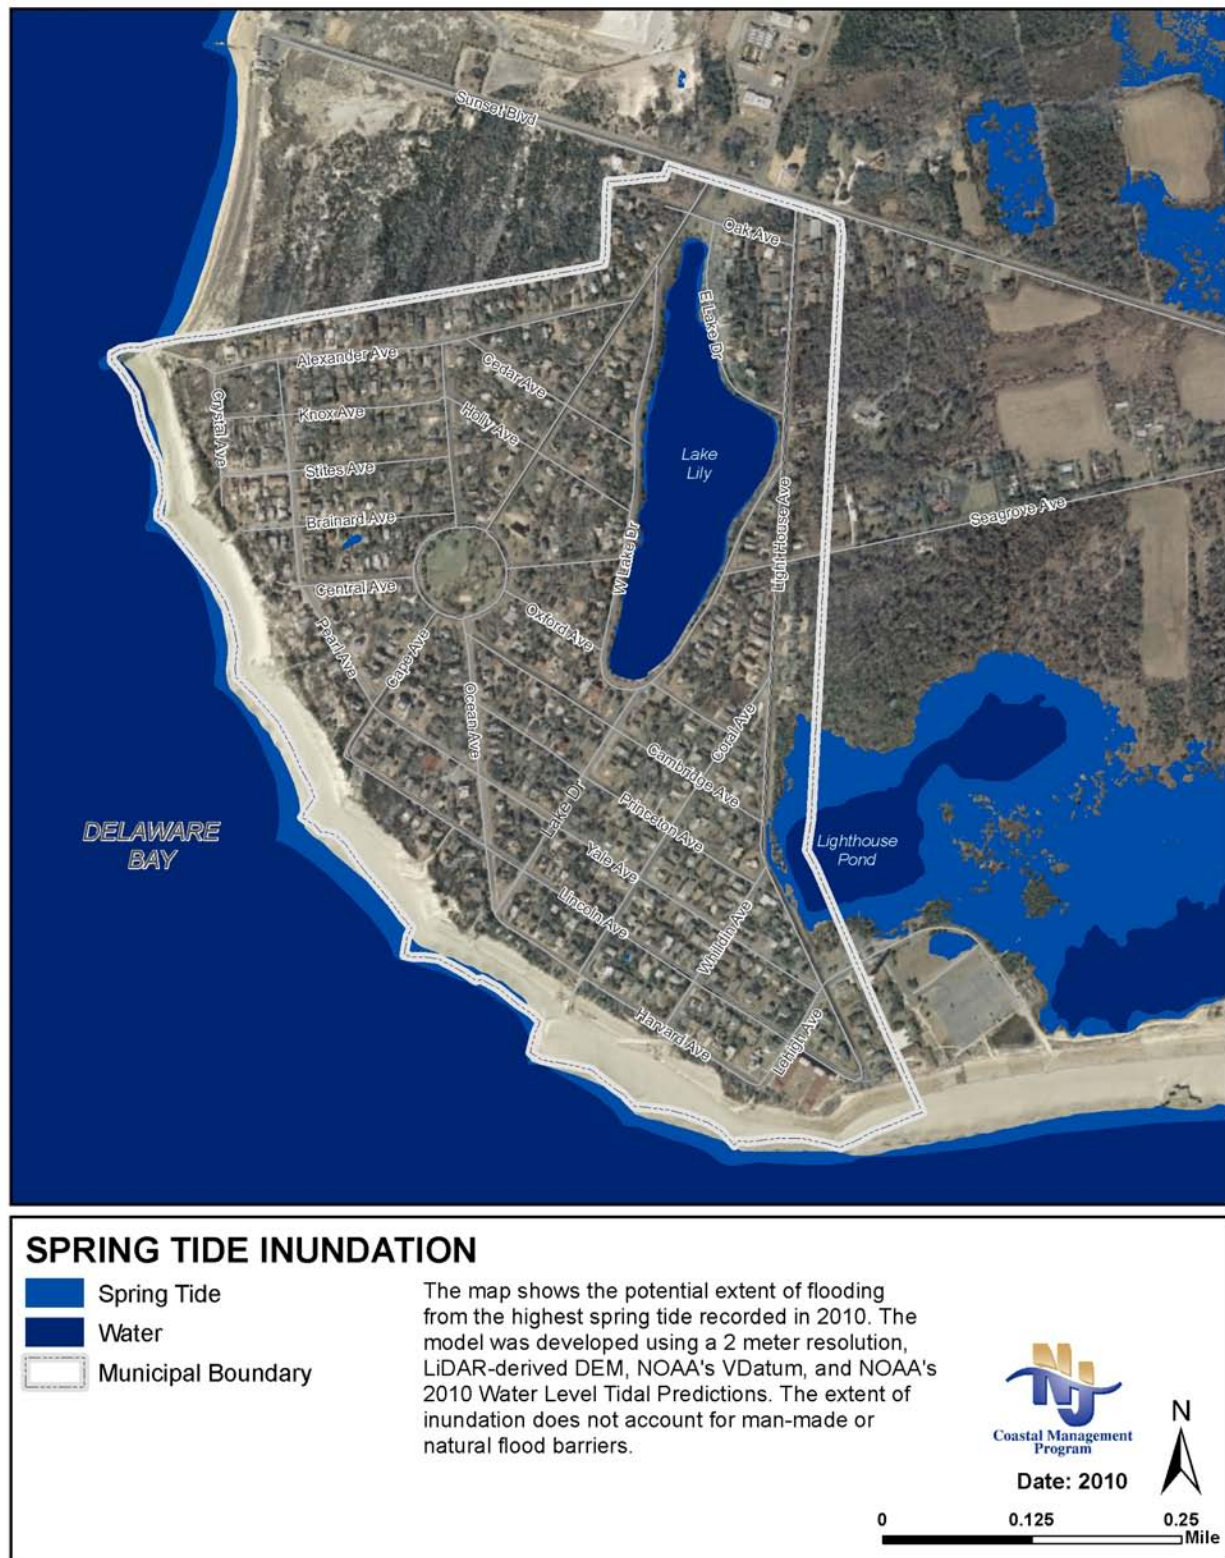 Sunset Blvd
Oak Ave
E Lake Dr
Alexander Ave
Cedar Ave
Crystal Ave
Knox Ave
Holly Ave
Lake
Lily
Stites Ave
Light House Ave
Brainard Ave
Seagrove Ave
W Lake Dr
Central Ave
Oxford Ave
Pearl Ave
Cape Ave
Ocean Ave
Coral Ave
Cambridge Ave
Lake Dr
Princeton Ave
DELAWARE
BAY
Lighthouse
Pond
Yale Ave
Lincoln Ave
Whilldin Ave
Harvard Ave
Lehigh Ave
SPRING TIDE INUNDATION
Spring Tide
Water
Municipal Boundary
The map shows the potential extent of flooding
from the highest spring tide recorded in 2010. The
model was developed using a 2 meter resolution,
LiDAR-derived DEM, NOAA's VDatum, and NOAA's
2010 Water Level Tidal Predictions. The extent of
inundation does not account for man-made or
natural flood barriers.
NJ
Coastal Management
Program
N
Date: 2010
0 0.125 0.25
Mile